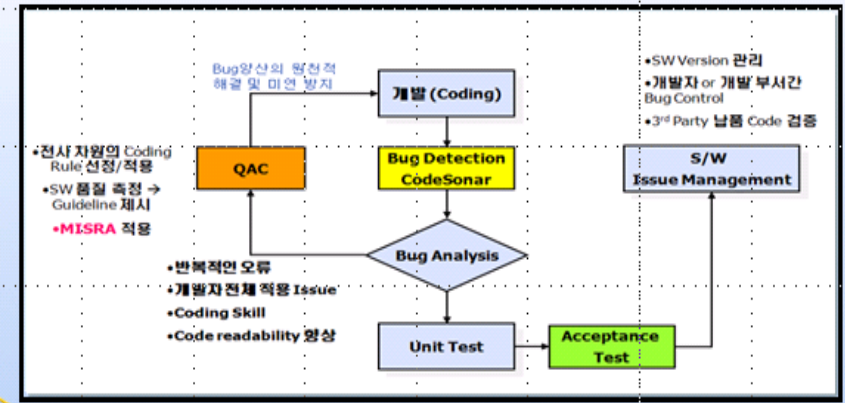 Bug양산의 원천적
해결 및 미연 방지
개발 (Coding)
•SW Version 관리
•개발자 or 개발 부서간
Bug Control
•3rd Party 납품 Code 검증
•전사 차원의 Coding
Rule 선정/적용
•SW 품질 측정 →
Guideline 제시
•MISRA 적용
QAC
Bug Detection
CodeSonar
S/W
Issue Management
Bug Analysis
•반복적인 오류
•개발자전체 적용 Issue
•Coding Skill
•Code readability 향상
Unit Test
Acceptance
Test